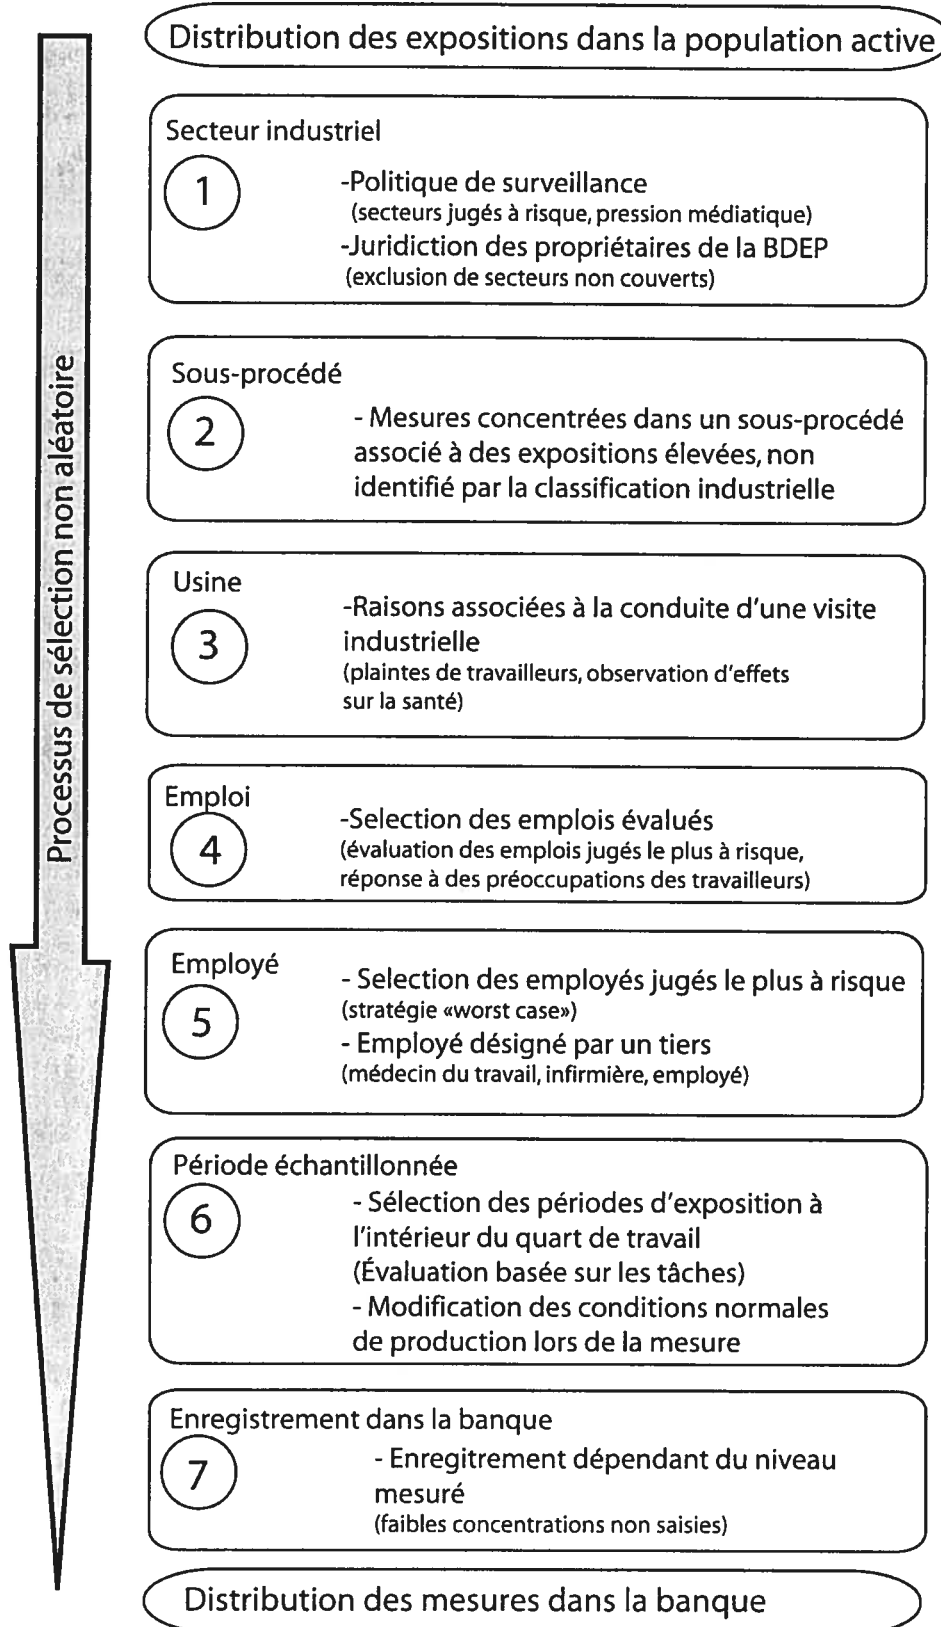 Distribution des expositions dans la population active
Processus de sélection non aléatoire
Secteur industriel
1
-Politique de surveillance
(secteurs jugés à risque, pression médiatique)
-Juridiction des propriétaires de la BDEP
(exclusion de secteurs non couverts)
Sous-procédé
2
- Mesures concentrées dans un sous-procédé
associé à des expositions élevées, non
identifié par la classification industrielle
Usine
3
-Raisons associées à la conduite d'une visite
industrielle
(plaintes de travailleurs, observation d'effets
sur la santé)
Emploi
4
-Selection des emplois évalués
(évaluation des emplois jugés le plus à risque,
réponse à des préoccupations des travailleurs)
Employé
5
- Selection des employés jugés le plus à risque
(stratégie «worst case»)
- Employé désigné par un tiers
(médecin du travail, infirmière, employé)
Période échantillonnée
6
- Sélection des périodes d'exposition à
l'intérieur du quart de travail
(Évaluation basée sur les tâches)
- Modification des conditions normales
de production lors de la mesure
Enregistrement dans la banque
7
- Enregitrement dépendant du niveau
mesuré
(faibles concentrations non saisies)
Distribution des mesures dans la banque